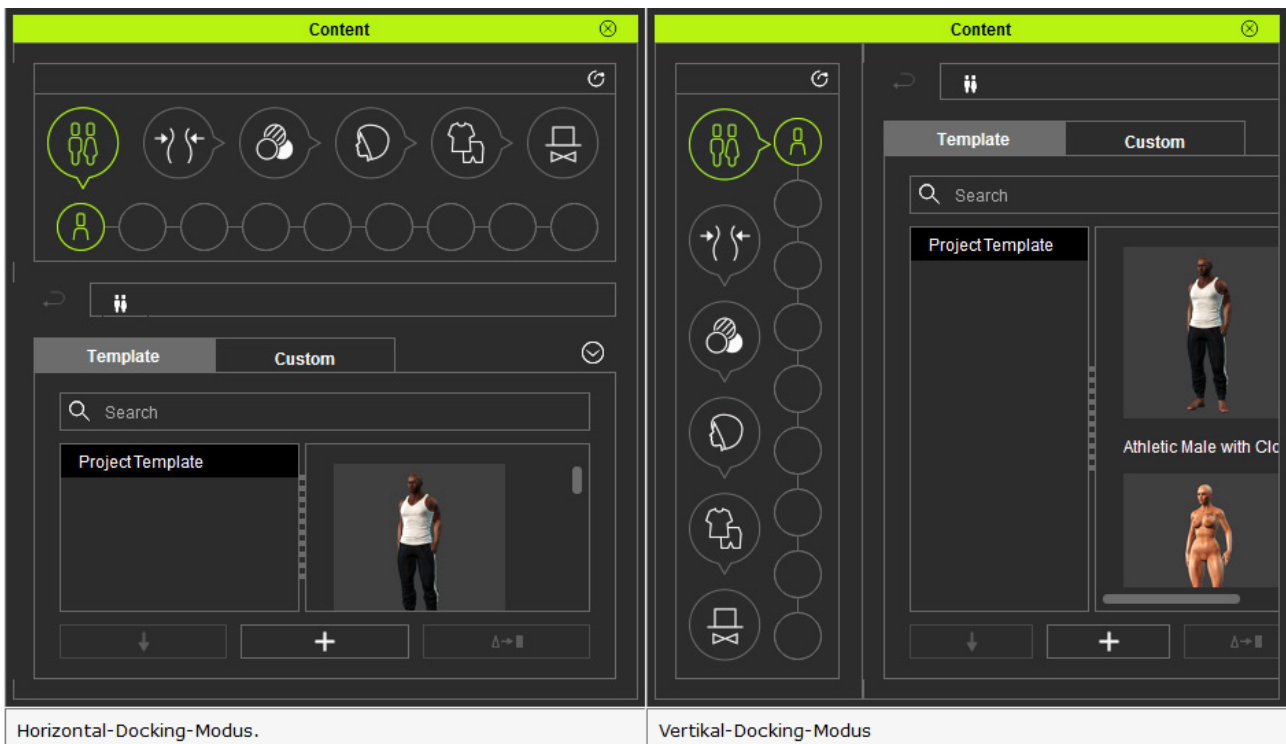 Content
Template
Custom
Search
Project Template
Horizontal-Docking-Modus.
Content
Template
Custom
Search
Project Template
Athletic Male with Clo
Vertikal-Docking-Modus